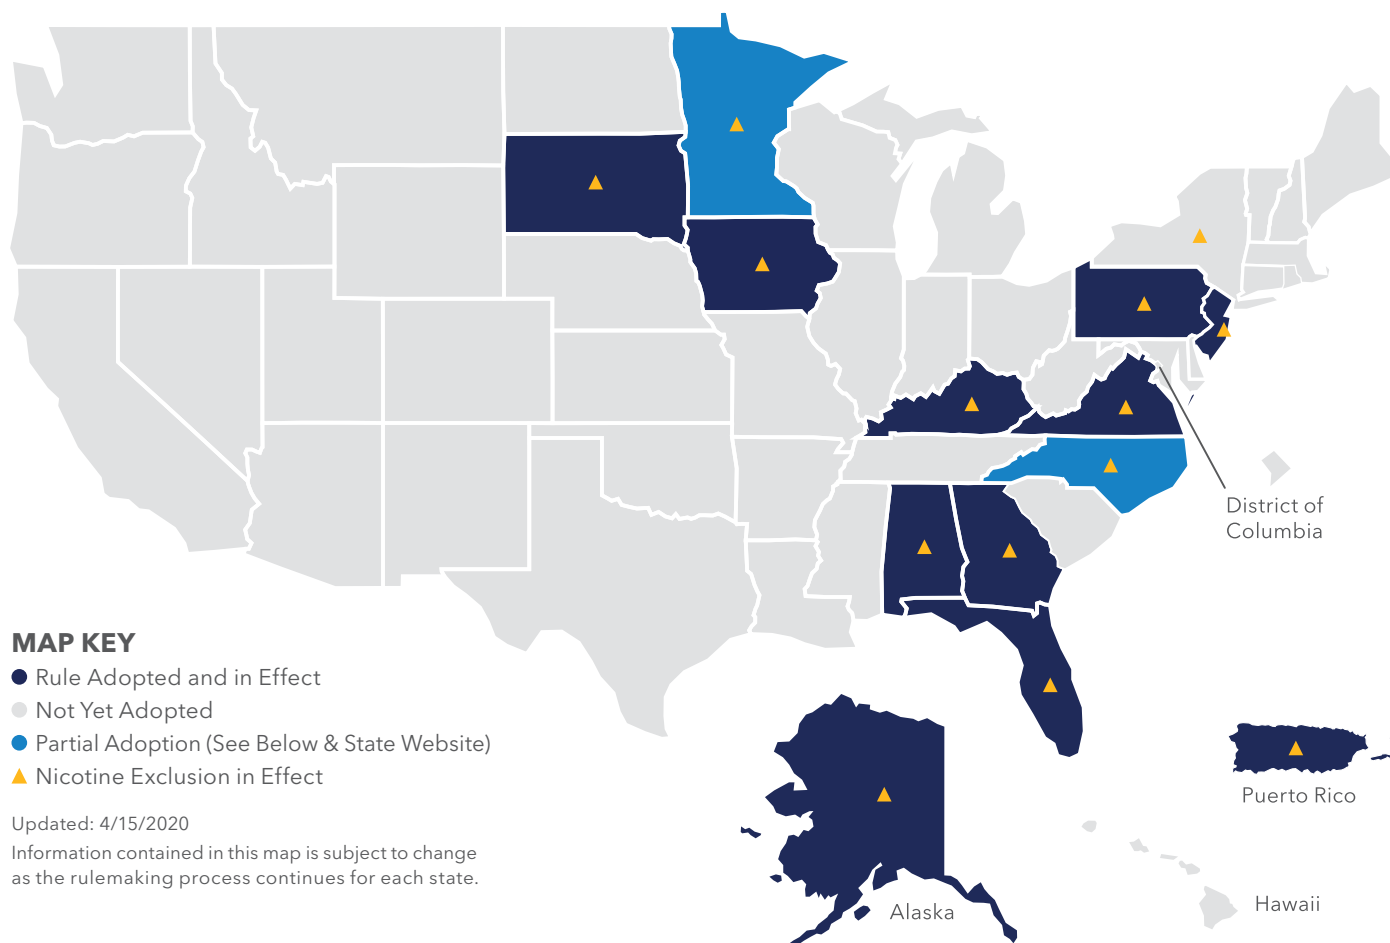 District of
Columbia
MAP KEY
Rule Adopted and in Effect
Not Yet Adopted
Partial Adoption (See Below & State Website)
Nicotine Exclusion in Effect
Puerto Rico
Updated: 4/15/2020
Information contained in this map is subject to change
as the rulemaking process continues for each state.
Alaska
Hawaii